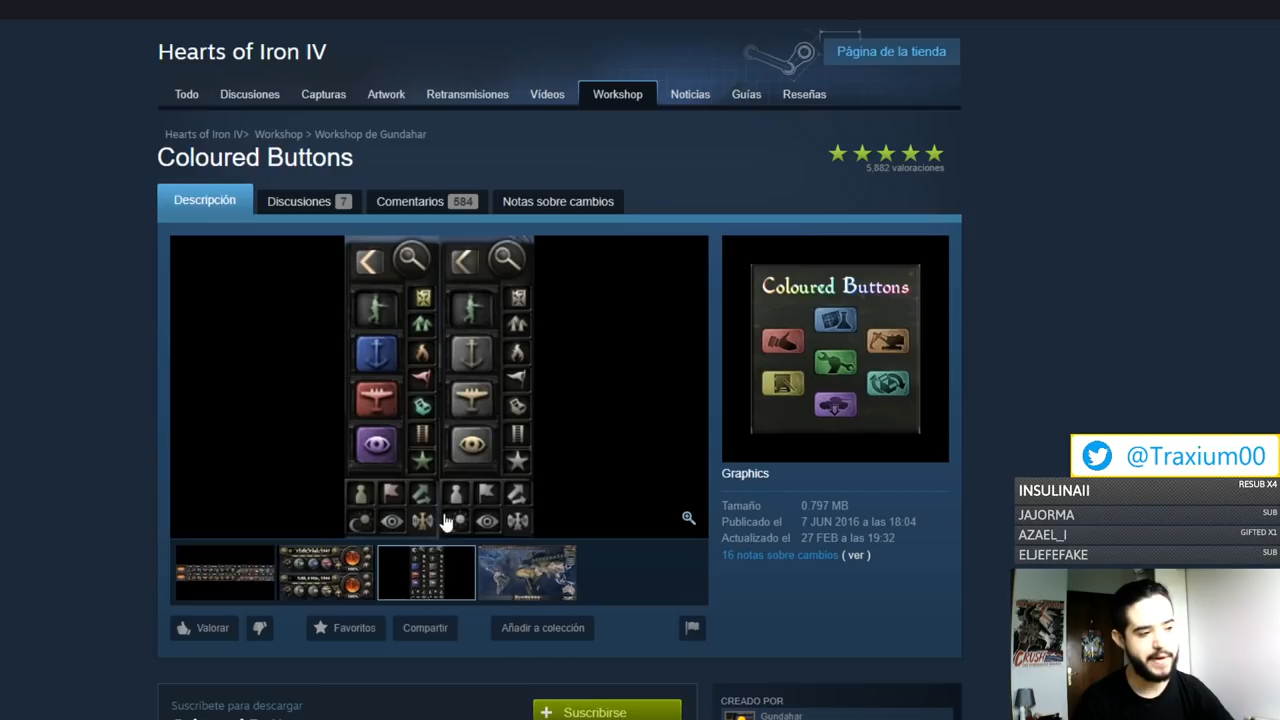 Hearts of Iron IV
Página de la tienda
Todo Discusiones Capturas Artwork Retransmisiones Vídeos Workshop Noticias Guías Reseñas
Hearts of Iron IV> Workshop > Workshop de Gundahar
Coloured Buttons
5,882 valoraciones
Descripción
Discusiones 7
Comentarios 584
Notas sobre cambios
Coloured Buttons
Graphics
Tamaño 0.797 MB
Publicado el 7 JUN 2016 a las 18:04
Actualizado el 27 FEB a las 19:32
16 notas sobre cambios ( ver )
@Traxium00
INSULINAII RESUB X4
JAJORMA SUB
AZAEL_I GIFTED X1
ELJEFEFAKE SUB
Valorar
Favoritos
Compartir
Añadir a colección
Suscríbete para descargar
+ Suscribirse
CREADO POR
Gundahar